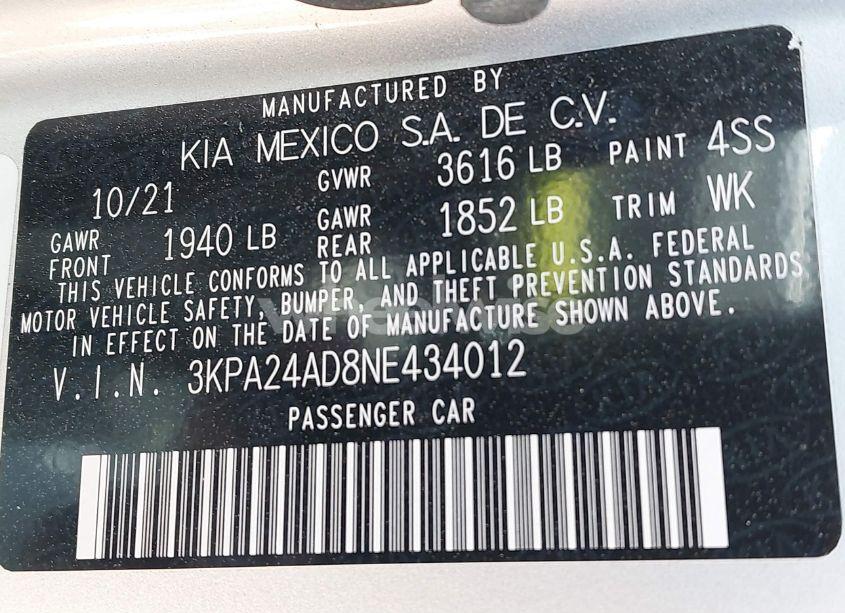 MANUFACTURED BY
KIA MEXICO S.A. DE C.V.
10/21 GVWR 3616 LB PAINT 4SS
GAWR FRONT 1940 LB GAWR REAR 1852 LB TRIM WK
THIS VEHICLE CONFORMS TO ALL APPLICABLE U.S.A. FEDERAL
MOTOR VEHICLE SAFETY, BUMPER, AND THEFT PREVENTION STANDARDS
IN EFFECT ON THE DATE OF MANUFACTURE SHOWN ABOVE.
V.I.N. 3KPA24AD8NE434012
PASSENGER CAR